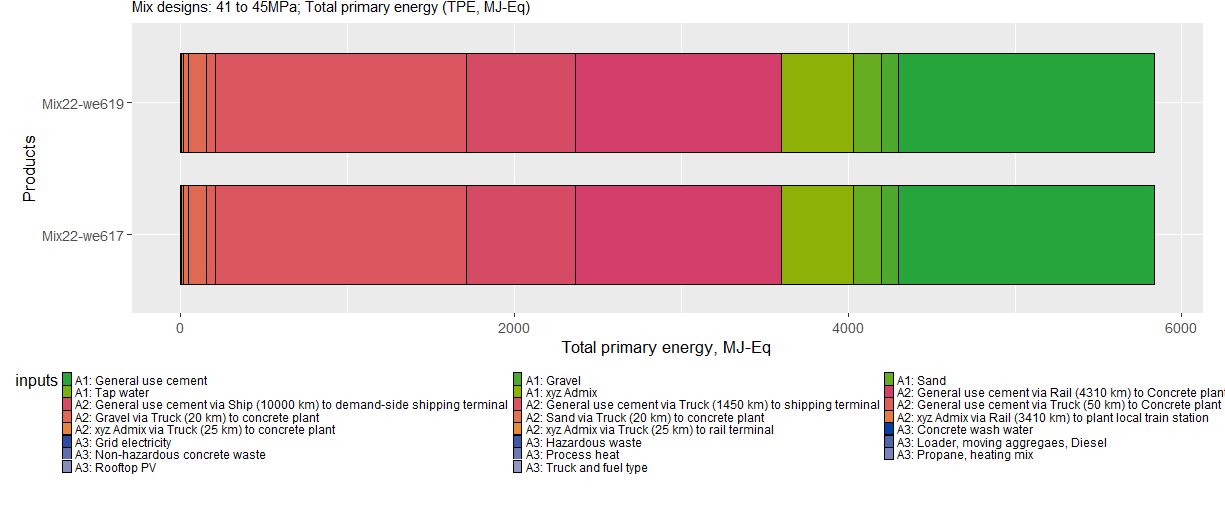 Mix designs: 41 to 45MPa; Total primary energy (TPE, MJ-Eq)
Products
Mix22-we619
Mix22-we617
0 2000 4000 6000
Total primary energy, MJ-Eq
inputs
A1: General use cement A1: Gravel A1: Sand
A1: Tap water A1: xyz Admix A2: General use cement via Rail (4310 km) to Concrete plant
A2: General use cement via Ship (10000 km) to demand-side shipping terminal A2: General use cement via Truck (1450 km) to shipping terminal A2: General use cement via Truck (50 km) to Concrete plant
A2: Gravel via Truck (20 km) to concrete plant A2: Sand via Truck (20 km) to concrete plant A2: xyz Admix via Rail (3410 km) to plant local train station
A2: xyz Admix via Truck (25 km) to concrete plant A2: xyz Admix via Truck (25 km) to rail terminal A3: Concrete wash water
A3: Grid electricity A3: Hazardous waste A3: Loader, moving aggregaes, Diesel
A3: Non-hazardous concrete waste A3: Process heat A3: Propane, heating mix
A3: Rooftop PV A3: Truck and fuel type